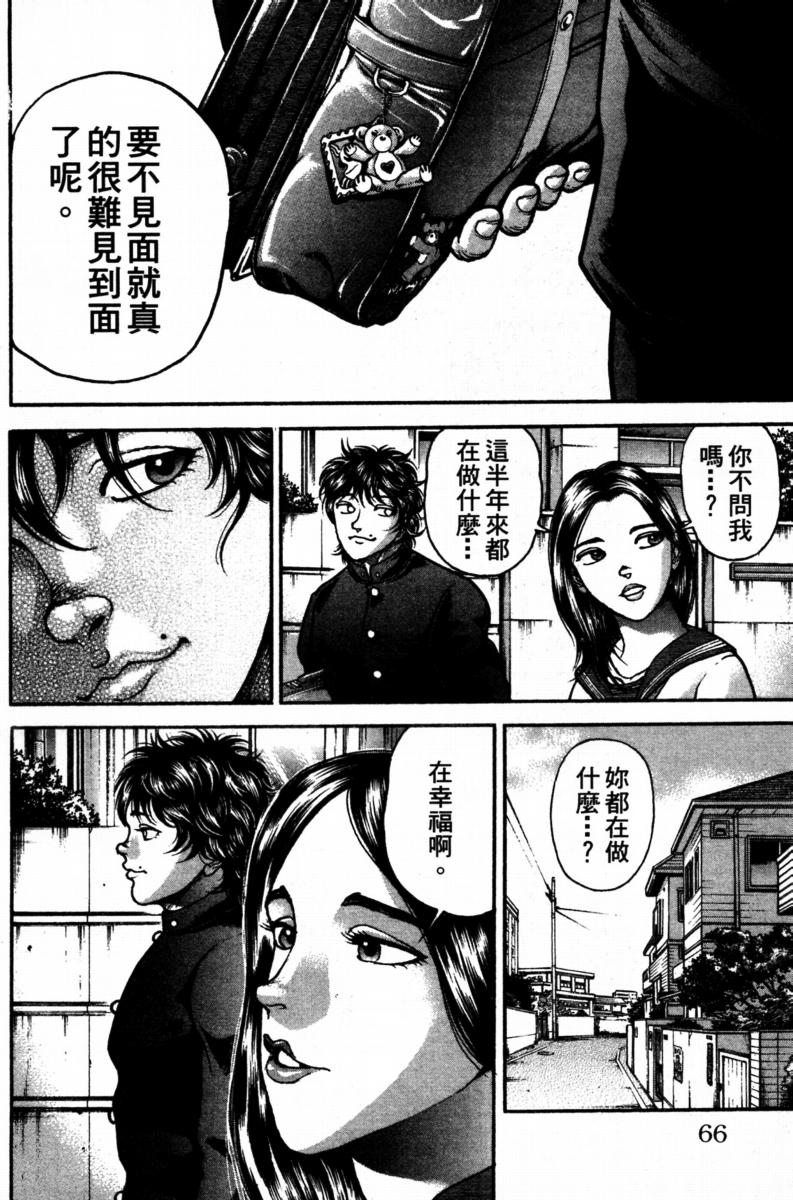 要不見面就真
的很難見到面
了呢。
你不問我
嗎…?
這半年來都
在做什麼…
妳都在做
什麼…?
在幸福啊。
66